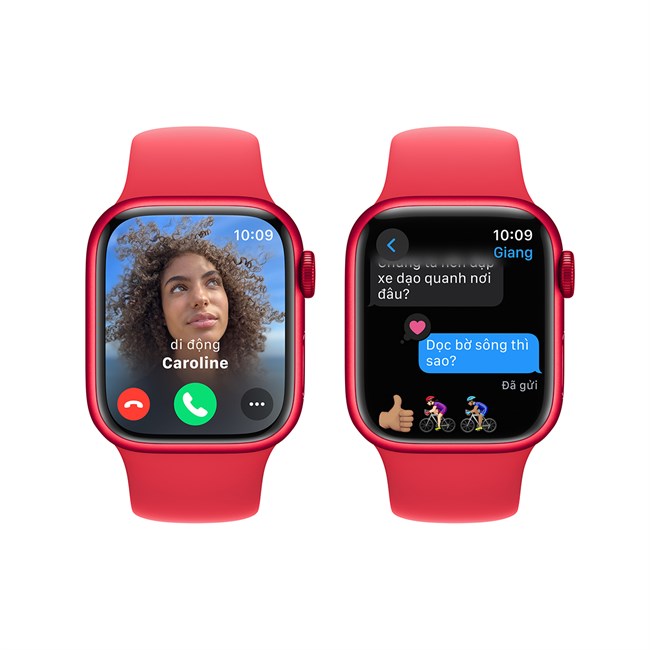 10:09
di động
Caroline
10:09
Giang
xe dạo quanh nơi
đâu?
Dọc bờ sông thì
sao?
Đã gửi